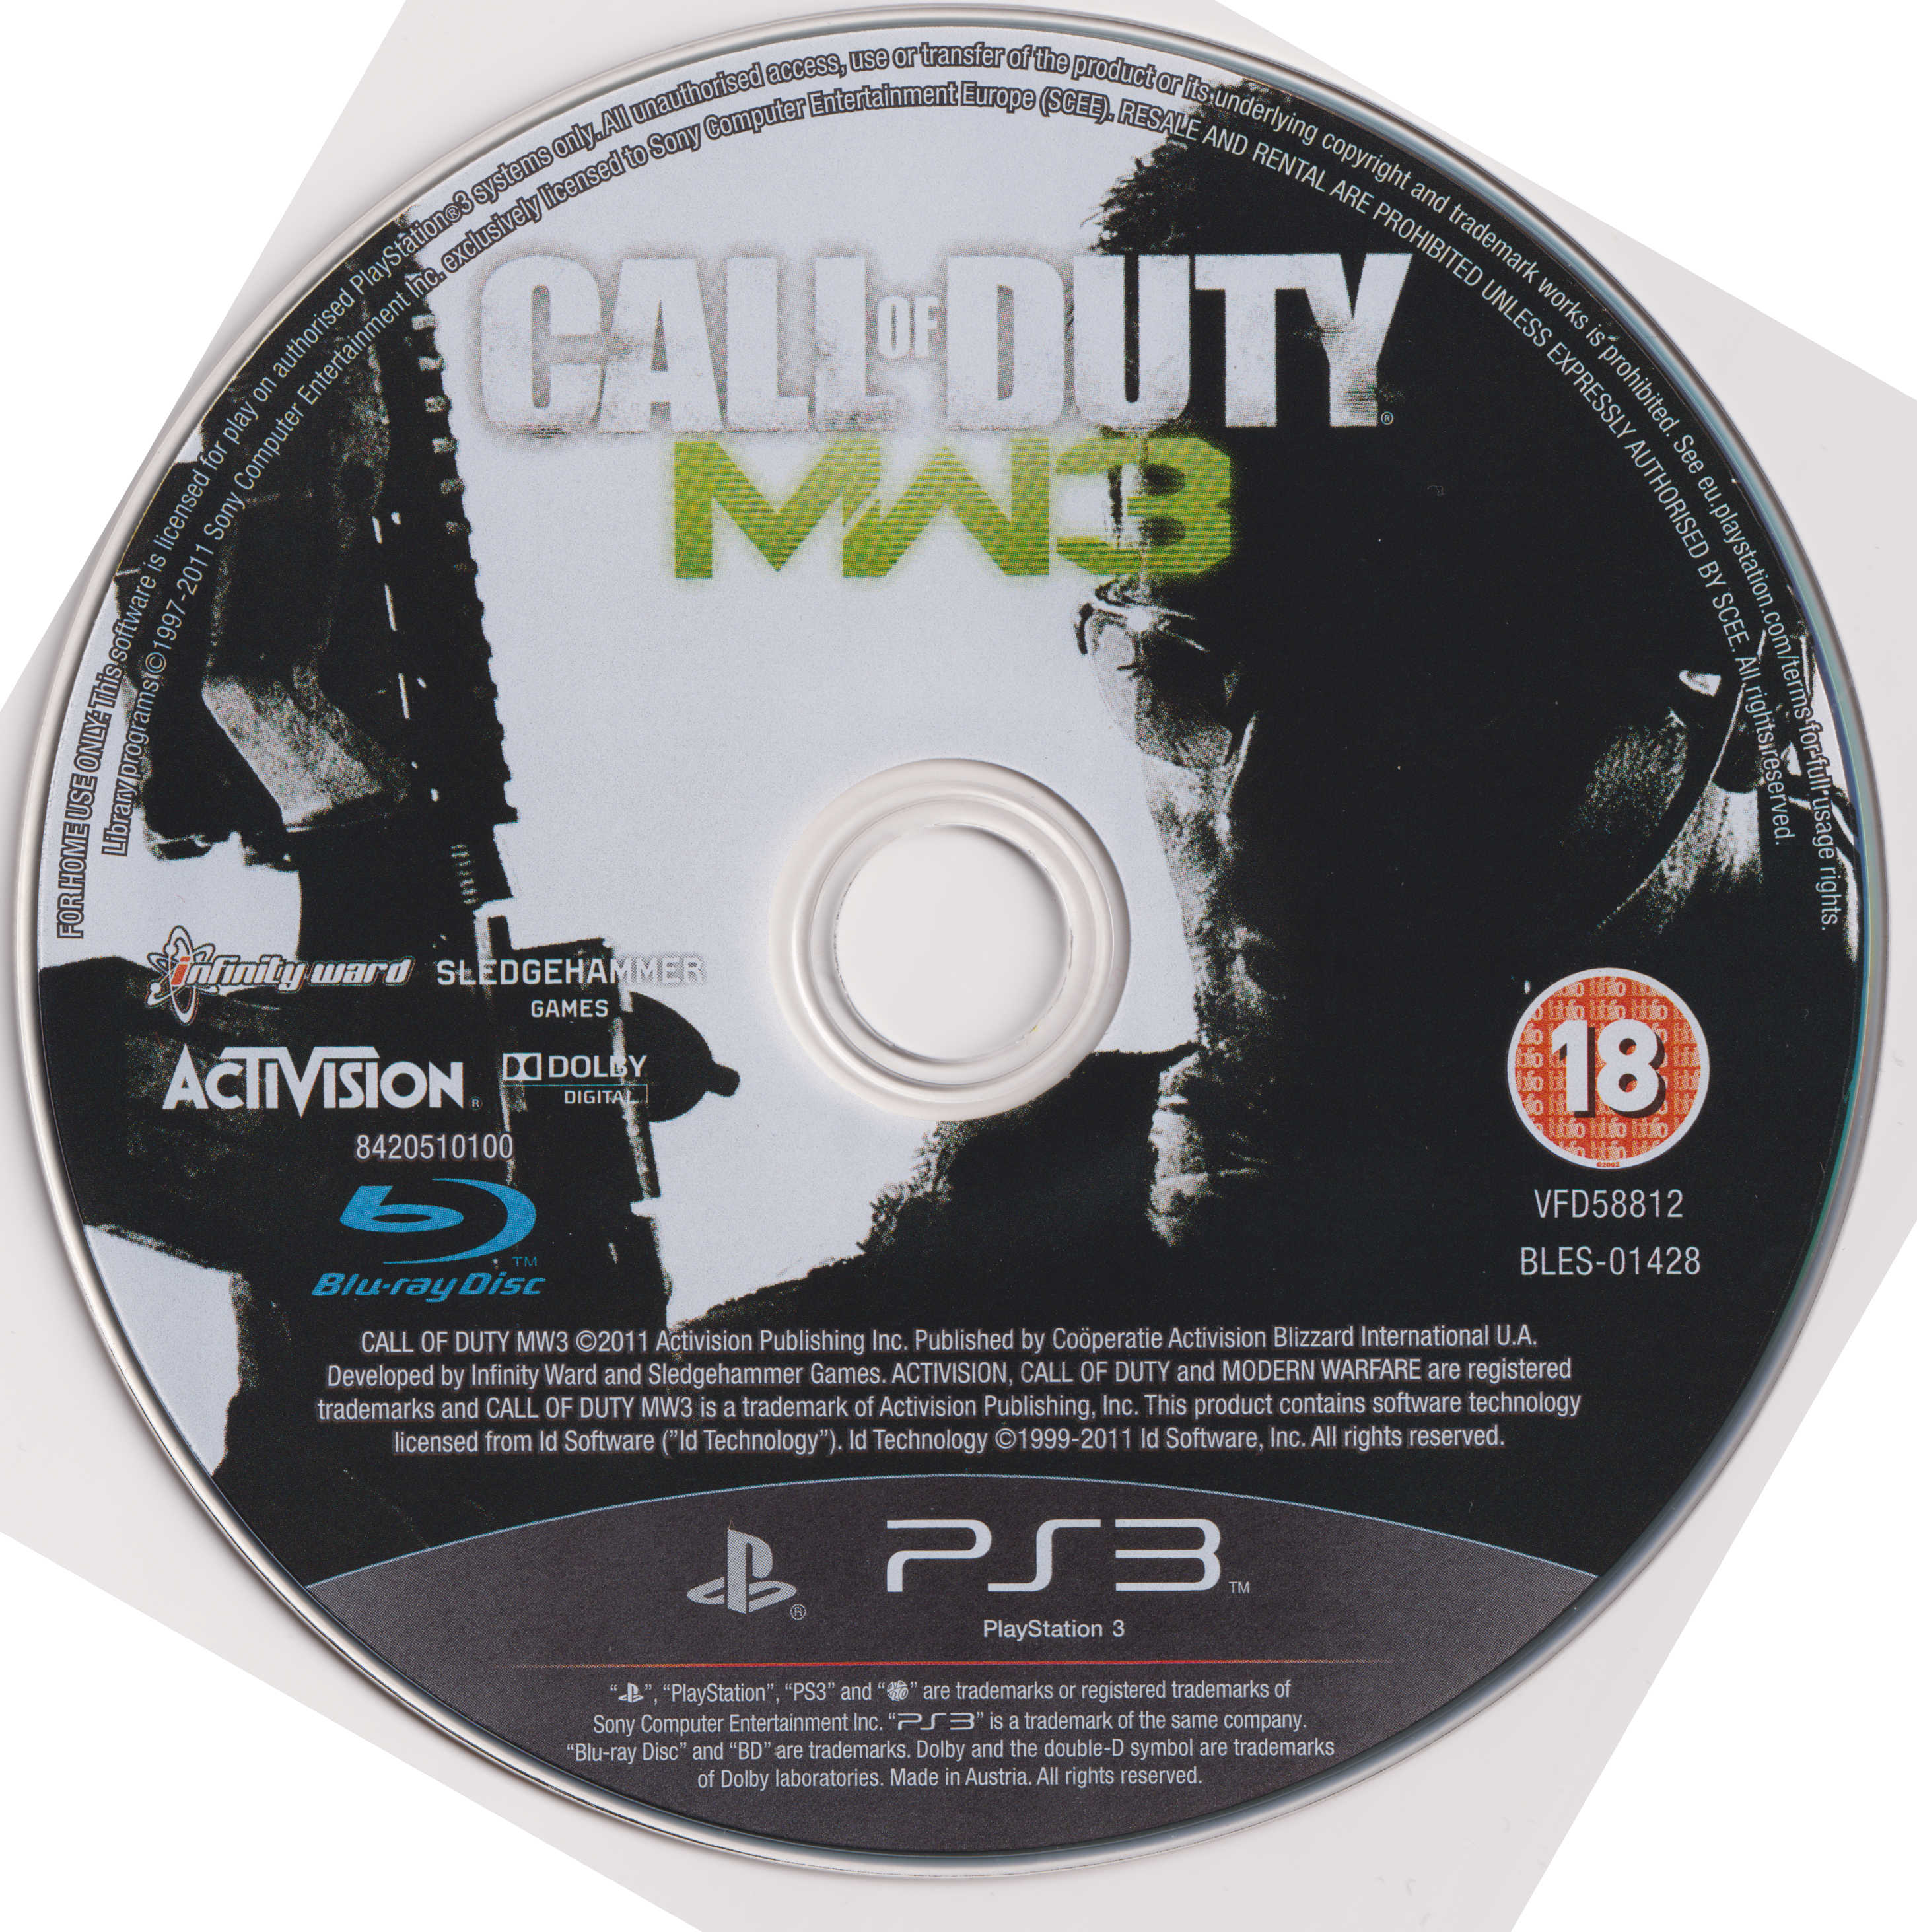 FOR HOME USE ONLY: This software is licensed for play on authorised PlayStation®3 systems only. All unauthorised access, use or transfer of the product or its underlying copyright and trademark works is prohibited. See eu.playstation.com/terms for full usage rights.
Library programs ©1997-2011 Sony Computer Entertainment Inc. exclusively licensed to Sony Computer Entertainment Europe (SCEE). RESALE AND RENTAL ARE PROHIBITED UNLESS EXPRESSLY AUTHORISED BY SCEE. All rights reserved.
CALL OF DUTY®
MW3
infinity ward
SLEDGEHAMMER
GAMES
ACTIVISION®
DOLBY
DIGITAL
8420510100
Blu-ray Disc™
18
©2002
VFD58812
BLES-01428
CALL OF DUTY MW3 ©2011 Activision Publishing Inc. Published by Coöperatie Activision Blizzard International U.A.
Developed by Infinity Ward and Sledgehammer Games. ACTIVISION, CALL OF DUTY and MODERN WARFARE are registered
trademarks and CALL OF DUTY MW3 is a trademark of Activision Publishing, Inc. This product contains software technology
licensed from Id Software (”Id Technology”). Id Technology ©1999-2011 Id Software, Inc. All rights reserved.
® PS3™
PlayStation 3
“ ”, “PlayStation”, “PS3” and “ ” are trademarks or registered trademarks of
Sony Computer Entertainment Inc. “PS3” is a trademark of the same company.
“Blu-ray Disc” and “BD” are trademarks. Dolby and the double-D symbol are trademarks
of Dolby laboratories. Made in Austria. All rights reserved.